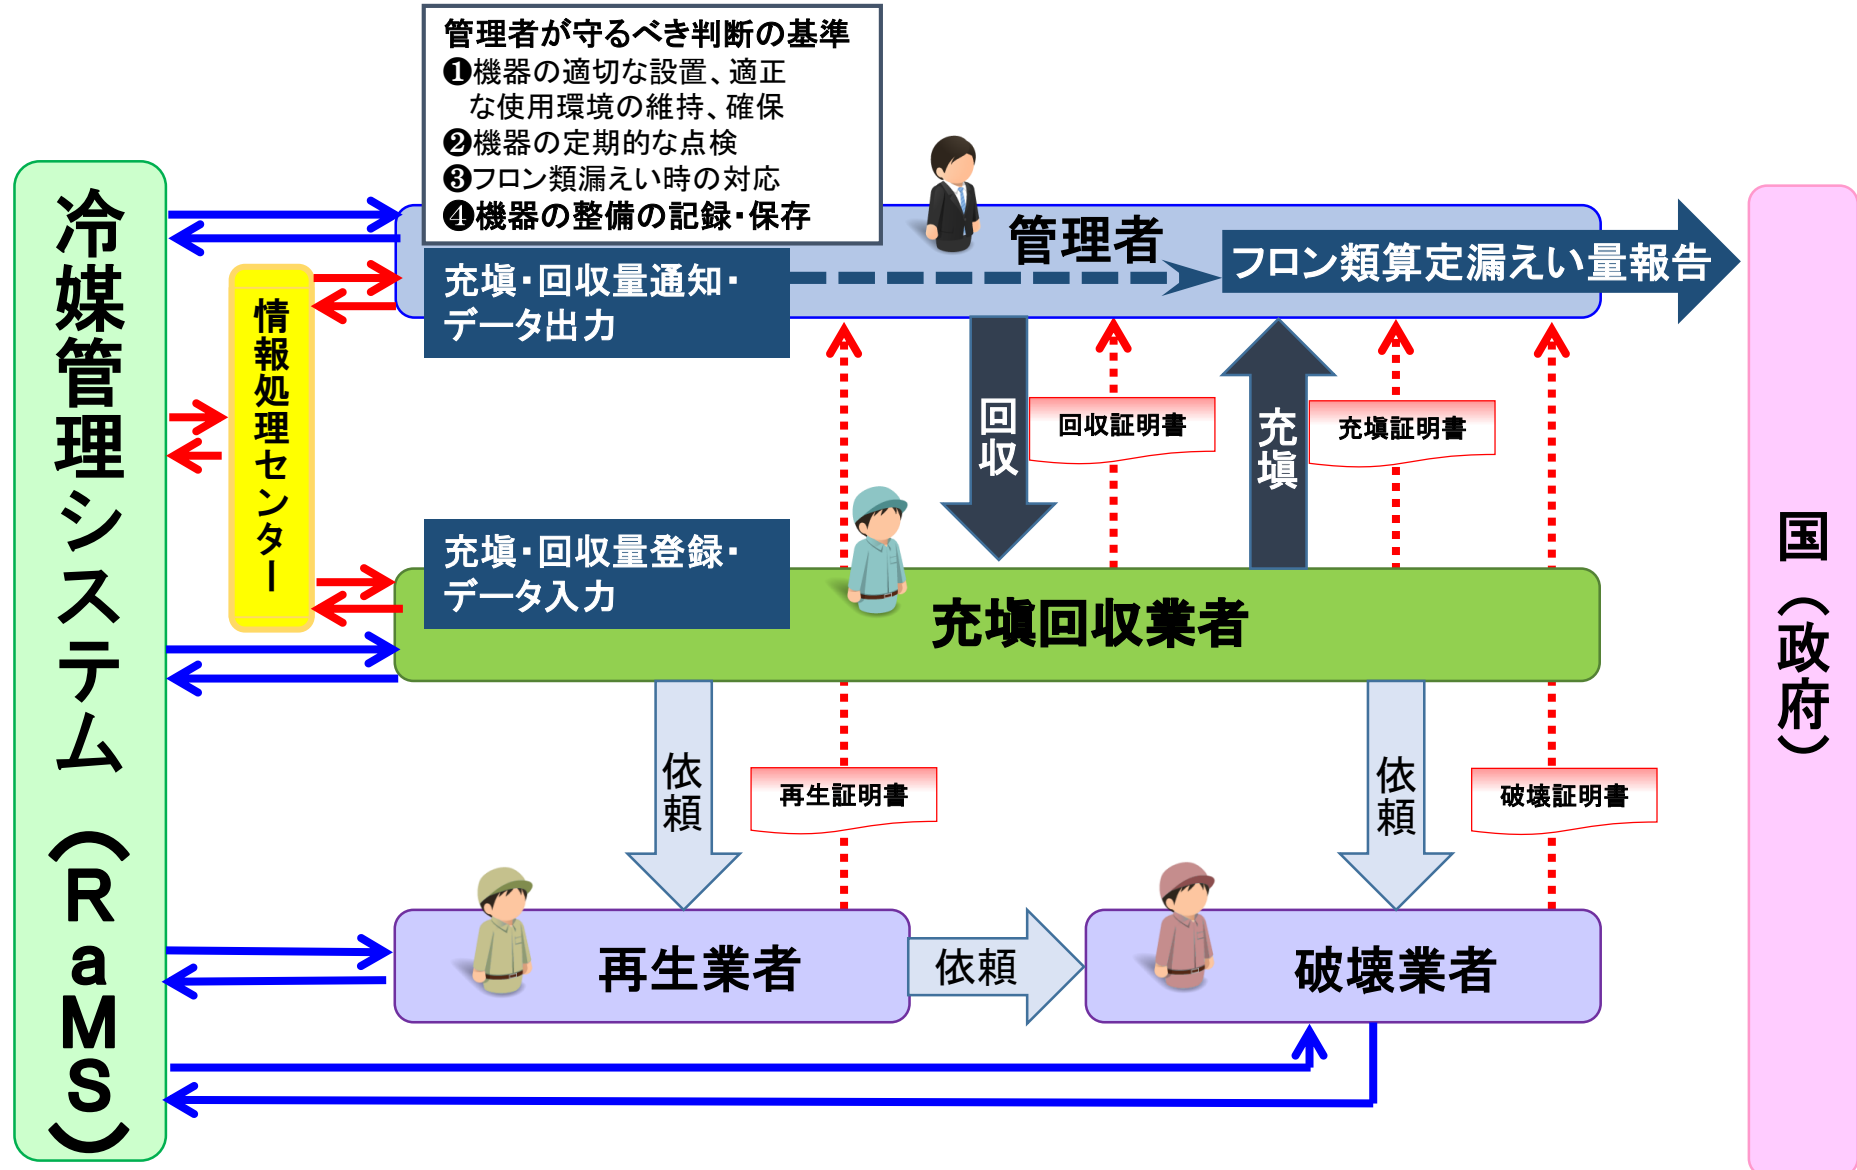 管理者が守るべき判断の基準
❶機器の適切な設置、適正
な使用環境の維持、確保
❷機器の定期的な点検
❸フロン類漏えい時の対応
❹機器の整備の記録・保存
冷媒管理システム（RaMS）
情報処理センター
管理者
充塡・回収量通知・
データ出力
フロン類算定漏えい量報告
国（政府）
回収
回収証明書
充塡
充塡証明書
充塡・回収量登録・
データ入力
充塡回収業者
依頼
再生証明書
依頼
破壊証明書
再生業者
依頼
破壊業者